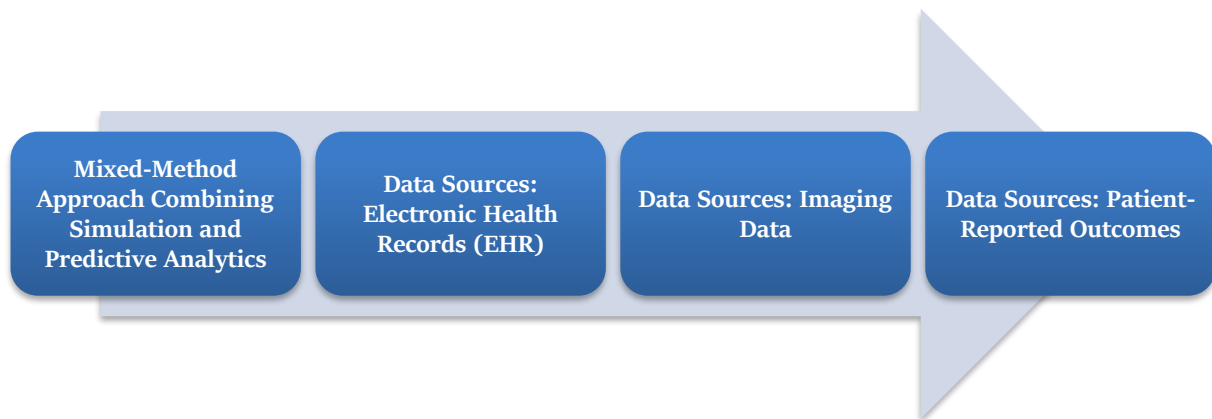 Mixed-Method
Approach Combining
Simulation and
Predictive Analytics
Data Sources:
Electronic Health
Records (EHR)
Data Sources: Imaging
Data
Data Sources: Patient-
Reported Outcomes